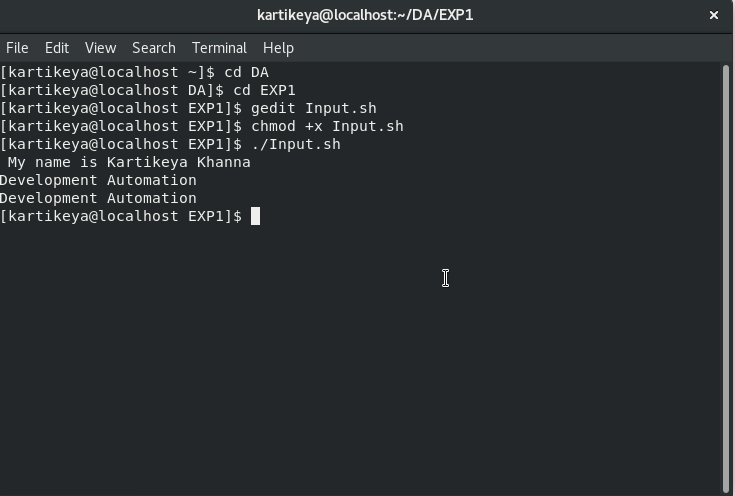 kartikeya@localhost:~/DA/EXP1
File Edit View Search Terminal Help
[kartikeya@localhost ~]$ cd DA
[kartikeya@localhost DA]$ cd EXP1
[kartikeya@localhost EXP1]$ gedit Input.sh
[kartikeya@localhost EXP1]$ chmod +x Input.sh
[kartikeya@localhost EXP1]$ ./Input.sh
 My name is Kartikeya Khanna
Development Automation
Development Automation
[kartikeya@localhost EXP1]$